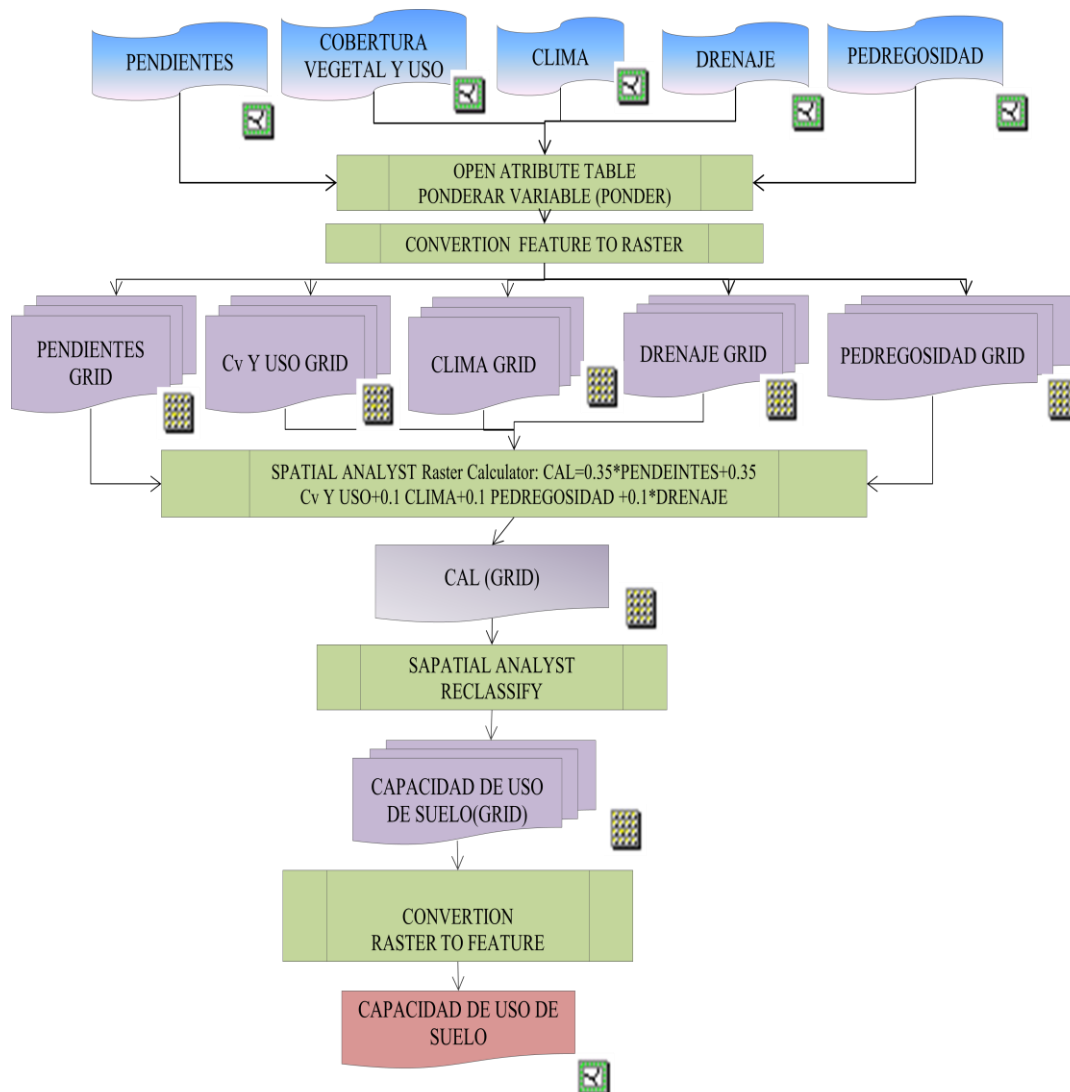 PENDIENTES
COBERTURA
VEGETAL Y USO
CLIMA
DRENAJE
PEDREGOSIDAD
OPEN ATRIBUTE TABLE
PONDERAR VARIABLE (PONDER)
CONVERTION FEATURE TO RASTER
PENDIENTES
GRID
Cv Y USO GRID
CLIMA GRID
DRENAJE GRID
PEDREGOSIDAD GRID
SPATIAL ANALYST Raster Calculator: CAL=0.35*PENDEINTES+0.35
Cv Y USO+0.1 CLIMA+0.1 PEDREGOSIDAD +0.1*DRENAJE
CAL (GRID)
SAPATIAL ANALYST
RECLASSIFY
CAPACIDAD DE USO
DE SUELO(GRID)
CONVERTION
RASTER TO FEATURE
CAPACIDAD DE USO DE
SUELO